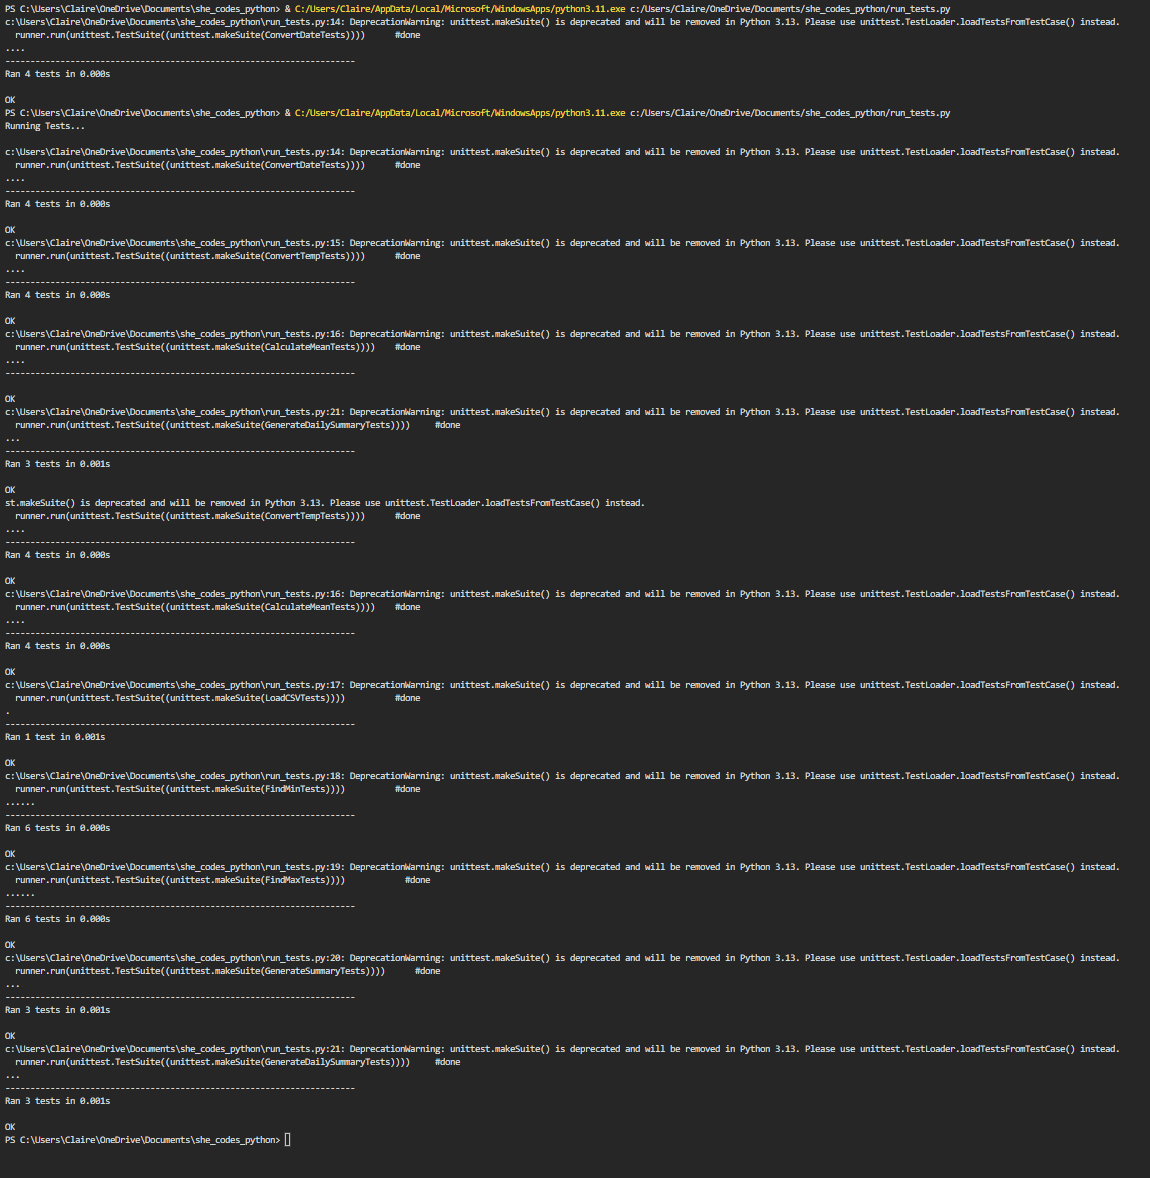 PS C:\Users\Claire\OneDrive\Documents\she_codes_python> & C:/Users/Claire/AppData/Local/Microsoft/WindowsApps/python3.11.exe c:/Users/Claire/OneDrive/Documents/she_codes_python/run_tests.py
c:\Users\Claire\OneDrive\Documents\she_codes_python\run_tests.py:14: DeprecationWarning: unittest.makeSuite() is deprecated and will be removed in Python 3.13. Please use unittest.TestLoader.loadTestsFromTestCase() instead.
  runner.run(unittest.TestSuite((unittest.makeSuite(ConvertDateTests))))      #done
....
----------------------------------------------------------------------
Ran 4 tests in 0.000s

OK
PS C:\Users\Claire\OneDrive\Documents\she_codes_python> & C:/Users/Claire/AppData/Local/Microsoft/WindowsApps/python3.11.exe c:/Users/Claire/OneDrive/Documents/she_codes_python/run_tests.py
Running Tests...

c:\Users\Claire\OneDrive\Documents\she_codes_python\run_tests.py:14: DeprecationWarning: unittest.makeSuite() is deprecated and will be removed in Python 3.13. Please use unittest.TestLoader.loadTestsFromTestCase() instead.
  runner.run(unittest.TestSuite((unittest.makeSuite(ConvertDateTests))))      #done
....
----------------------------------------------------------------------
Ran 4 tests in 0.000s

OK
c:\Users\Claire\OneDrive\Documents\she_codes_python\run_tests.py:15: DeprecationWarning: unittest.makeSuite() is deprecated and will be removed in Python 3.13. Please use unittest.TestLoader.loadTestsFromTestCase() instead.
  runner.run(unittest.TestSuite((unittest.makeSuite(ConvertTempTests))))      #done
....
----------------------------------------------------------------------
Ran 4 tests in 0.000s

OK
c:\Users\Claire\OneDrive\Documents\she_codes_python\run_tests.py:16: DeprecationWarning: unittest.makeSuite() is deprecated and will be removed in Python 3.13. Please use unittest.TestLoader.loadTestsFromTestCase() instead.
  runner.run(unittest.TestSuite((unittest.makeSuite(CalculateMeanTests))))    #done
....
----------------------------------------------------------------------

OK
c:\Users\Claire\OneDrive\Documents\she_codes_python\run_tests.py:21: DeprecationWarning: unittest.makeSuite() is deprecated and will be removed in Python 3.13. Please use unittest.TestLoader.loadTestsFromTestCase() instead.
  runner.run(unittest.TestSuite((unittest.makeSuite(GenerateDailySummaryTests))))     #done
...
----------------------------------------------------------------------
Ran 3 tests in 0.001s

OK
st.makeSuite() is deprecated and will be removed in Python 3.13. Please use unittest.TestLoader.loadTestsFromTestCase() instead.
  runner.run(unittest.TestSuite((unittest.makeSuite(ConvertTempTests))))      #done
....
----------------------------------------------------------------------
Ran 4 tests in 0.000s

OK
c:\Users\Claire\OneDrive\Documents\she_codes_python\run_tests.py:16: DeprecationWarning: unittest.makeSuite() is deprecated and will be removed in Python 3.13. Please use unittest.TestLoader.loadTestsFromTestCase() instead.
  runner.run(unittest.TestSuite((unittest.makeSuite(CalculateMeanTests))))    #done
....
----------------------------------------------------------------------
Ran 4 tests in 0.000s

OK
c:\Users\Claire\OneDrive\Documents\she_codes_python\run_tests.py:17: DeprecationWarning: unittest.makeSuite() is deprecated and will be removed in Python 3.13. Please use unittest.TestLoader.loadTestsFromTestCase() instead.
  runner.run(unittest.TestSuite((unittest.makeSuite(LoadCSVTests))))          #done
.
----------------------------------------------------------------------
Ran 1 test in 0.001s

OK
c:\Users\Claire\OneDrive\Documents\she_codes_python\run_tests.py:18: DeprecationWarning: unittest.makeSuite() is deprecated and will be removed in Python 3.13. Please use unittest.TestLoader.loadTestsFromTestCase() instead.
  runner.run(unittest.TestSuite((unittest.makeSuite(FindMinTests))))          #done
......
----------------------------------------------------------------------
Ran 6 tests in 0.000s

OK
c:\Users\Claire\OneDrive\Documents\she_codes_python\run_tests.py:19: DeprecationWarning: unittest.makeSuite() is deprecated and will be removed in Python 3.13. Please use unittest.TestLoader.loadTestsFromTestCase() instead.
  runner.run(unittest.TestSuite((unittest.makeSuite(FindMaxTests))))            #done
......
----------------------------------------------------------------------
Ran 6 tests in 0.000s

OK
c:\Users\Claire\OneDrive\Documents\she_codes_python\run_tests.py:20: DeprecationWarning: unittest.makeSuite() is deprecated and will be removed in Python 3.13. Please use unittest.TestLoader.loadTestsFromTestCase() instead.
  runner.run(unittest.TestSuite((unittest.makeSuite(GenerateSummaryTests))))      #done
...
----------------------------------------------------------------------
Ran 3 tests in 0.001s

OK
c:\Users\Claire\OneDrive\Documents\she_codes_python\run_tests.py:21: DeprecationWarning: unittest.makeSuite() is deprecated and will be removed in Python 3.13. Please use unittest.TestLoader.loadTestsFromTestCase() instead.
  runner.run(unittest.TestSuite((unittest.makeSuite(GenerateDailySummaryTests))))     #done
...
----------------------------------------------------------------------
Ran 3 tests in 0.001s

OK
PS C:\Users\Claire\OneDrive\Documents\she_codes_python>